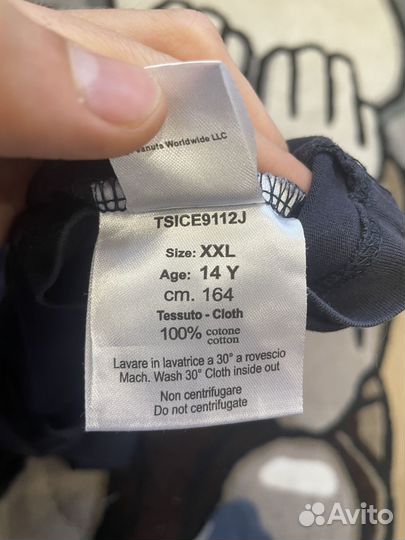 Peanuts Worldwide LLC
TSICE9112J
Size: XXL
Age: 14 Y
cm. 164
Tessuto - Cloth
100% cotone
cotton
Lavare in lavatrice a 30° a rovescio
Mach. Wash 30° Cloth inside out
Non centrifugare
Do not centrifugate
Avito